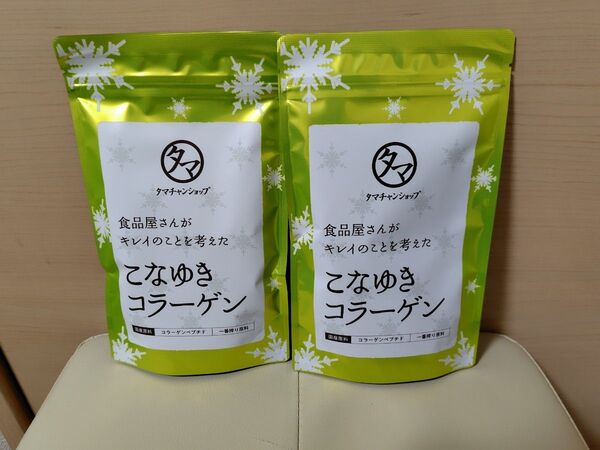 タマ
タマチャンショップ
食品屋さんが
キレイのことを考えた
こなゆき
コラーゲン
国産原料 コラーゲンペプチド 一番搾り原料
タマ
タマチャンショップ
食品屋さんが
キレイのことを考えた
こなゆき
コラーゲン
国産原料 コラーゲンペプチド 一番搾り原料